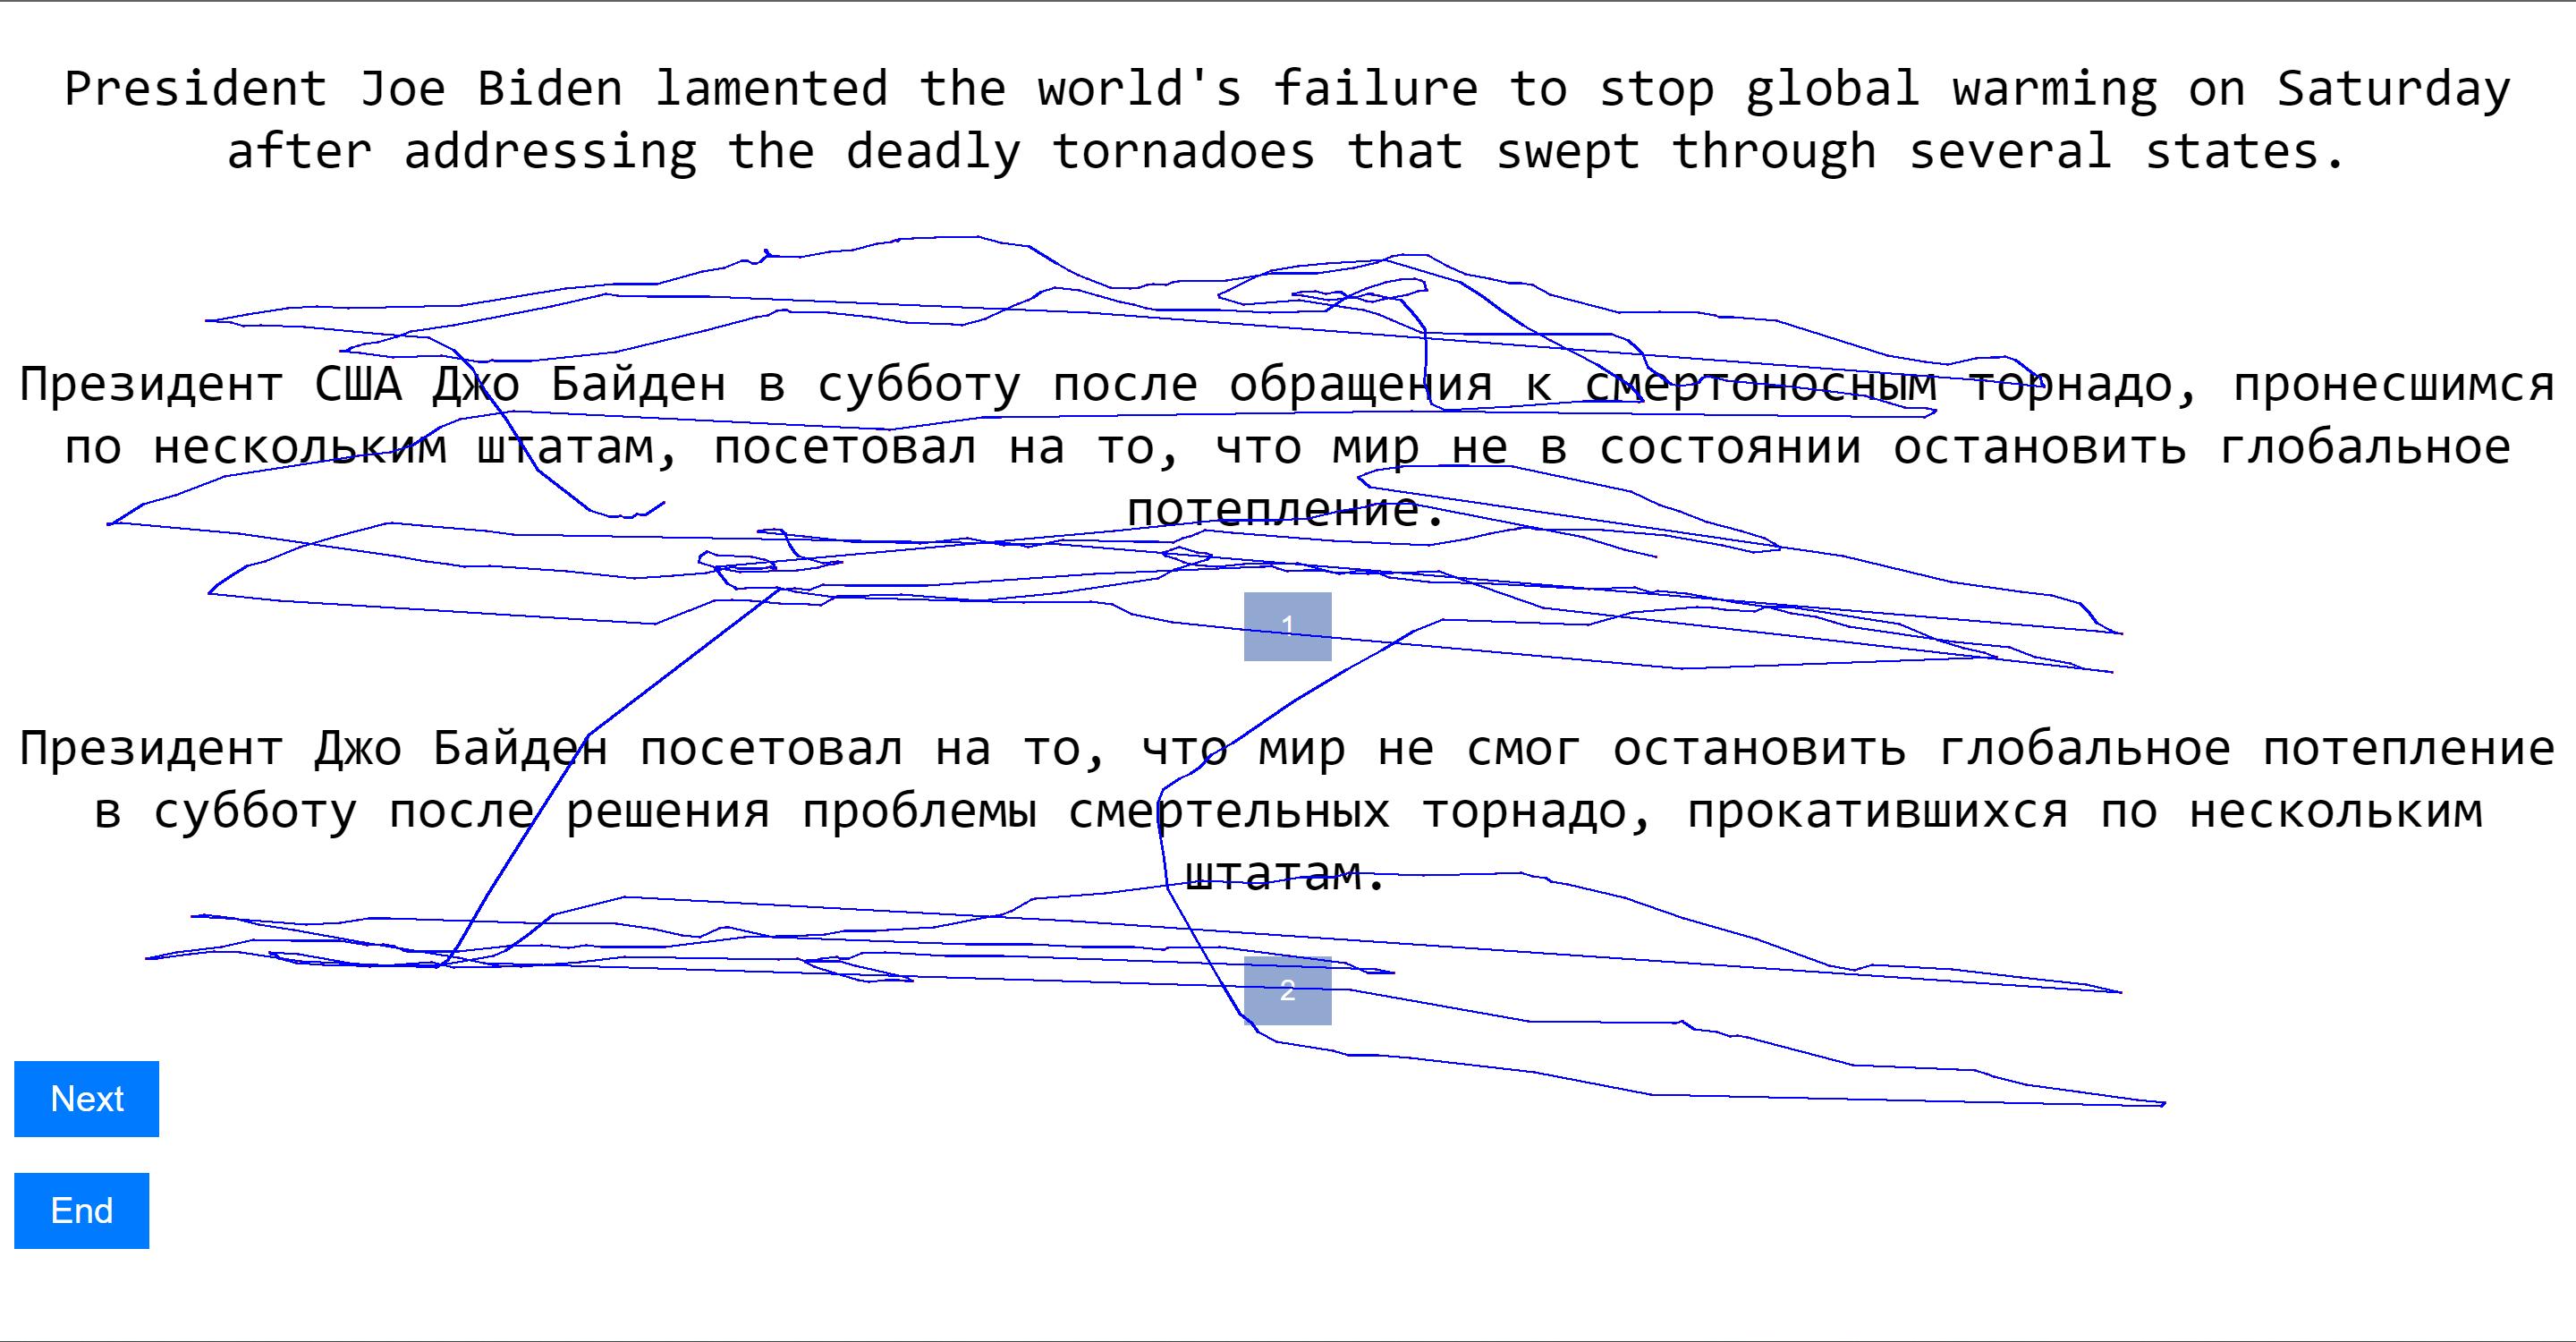 President Joe Biden lamented the world's failure to stop global warming on Saturday
after addressing the deadly tornadoes that swept through several states.
Президент США Джо Байден в субботу после обращения к смертоносным торнадо, пронесшимся
по нескольким штатам, посетовал на то, что мир не в состоянии остановить глобальное
потепление.
1
Президент Джо Байден посетовал на то, что мир не смог остановить глобальное потепление
в субботу после решения проблемы смертельных торнадо, прокатившихся по нескольким
штатам.
2
Next
End